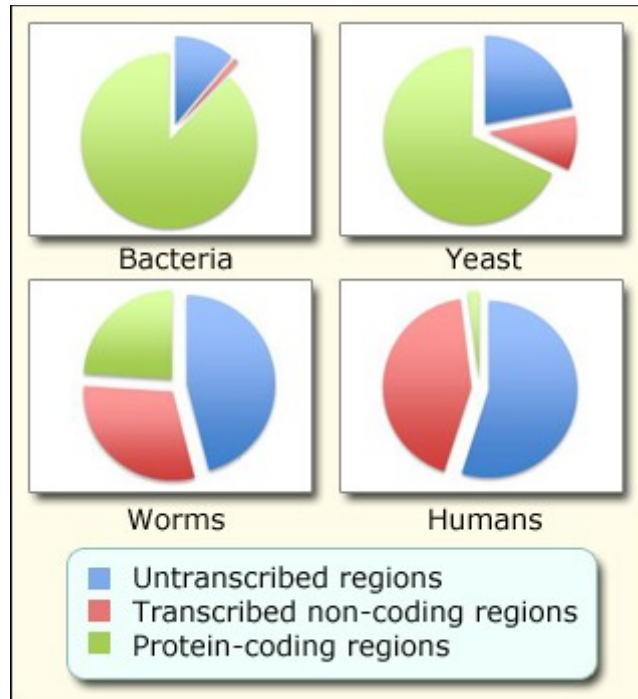 Bacteria
Yeast
Worms
Humans
Untranscribed regions
Transcribed non-coding regions
Protein-coding regions